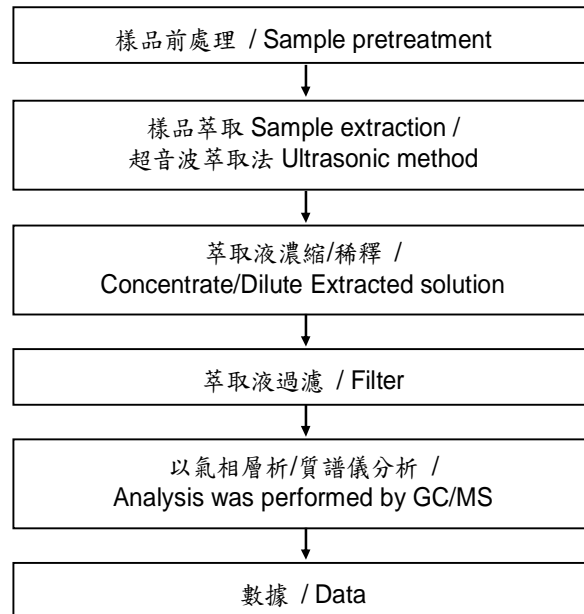 樣品前處理 / Sample pretreatment
樣品萃取 Sample extraction /
超音波萃取法 Ultrasonic method
萃取液濃縮/稀釋 /
Concentrate/Dilute Extracted solution
萃取液過濾 / Filter
以氣相層析/質譜儀分析 /
Analysis was performed by GC/MS
數據 / Data